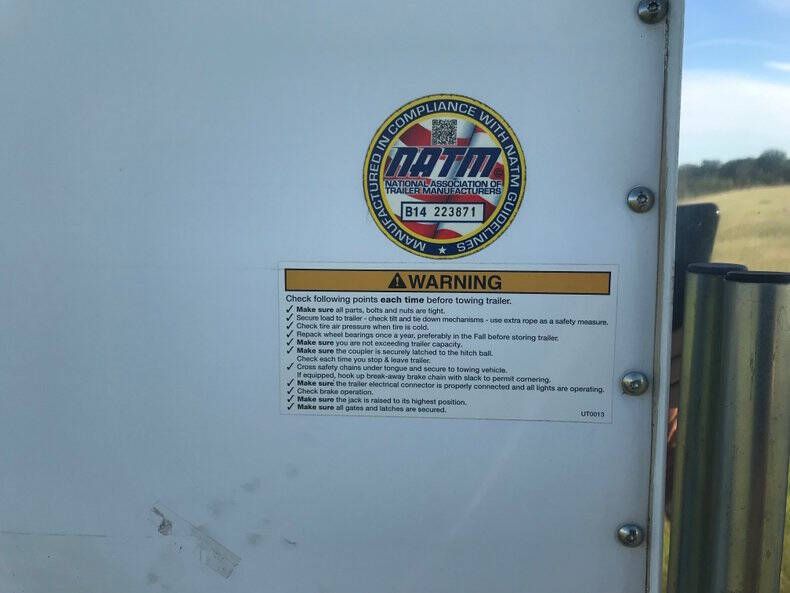 MANUFACTURED IN COMPLIANCE WITH NATM GUIDELINES
NATM
NATIONAL ASSOCIATION OF
TRAILER MANUFACTURERS
B14 223871
WARNING
Check following points each time before towing trailer.
✓ Make sure all parts, bolts and nuts are tight.
✓ Secure load to trailer - check tilt and tie down mechanisms - use extra rope as a safety measure.
✓ Check tire air pressure when tire is cold.
✓ Repack wheel bearings once a year, preferably in the Fall before storing trailer.
✓ Make sure you are not exceeding trailer capacity.
✓ Make sure the coupler is securely latched to the hitch ball.
Check each time you stop & leave trailer.
✓ Cross safety chains under tongue and secure to towing vehicle.
If equipped, hook up break-away brake chain with slack to permit cornering.
✓ Make sure the trailer electrical connector is properly connected and all lights are operating.
✓ Check brake operation.
✓ Make sure the jack is raised to its highest position.
✓ Make sure all gates and latches are secured.
UT0013